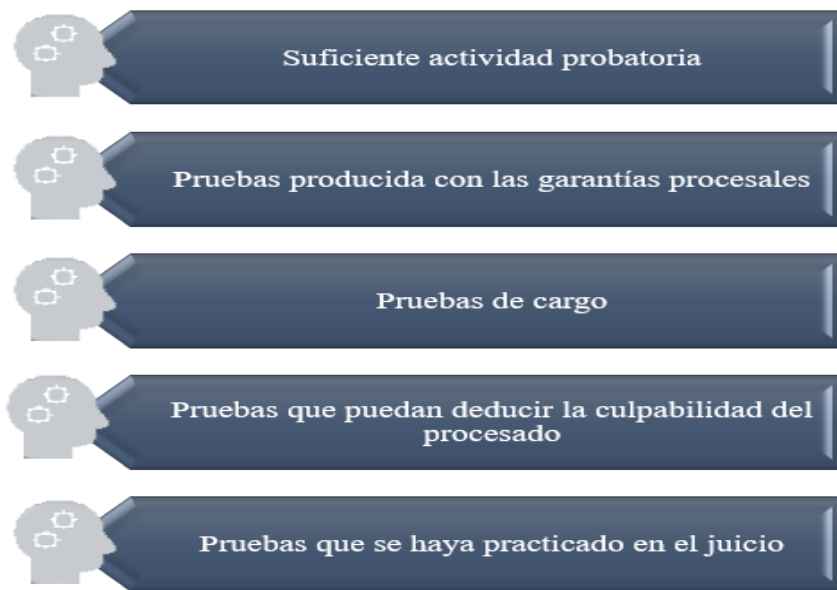 Suficiente actividad probatoria
Pruebas producida con las garantías procesales
Pruebas de cargo
Pruebas que puedan deducir la culpabilidad del
procesado
Pruebas que se haya practicado en el juicio